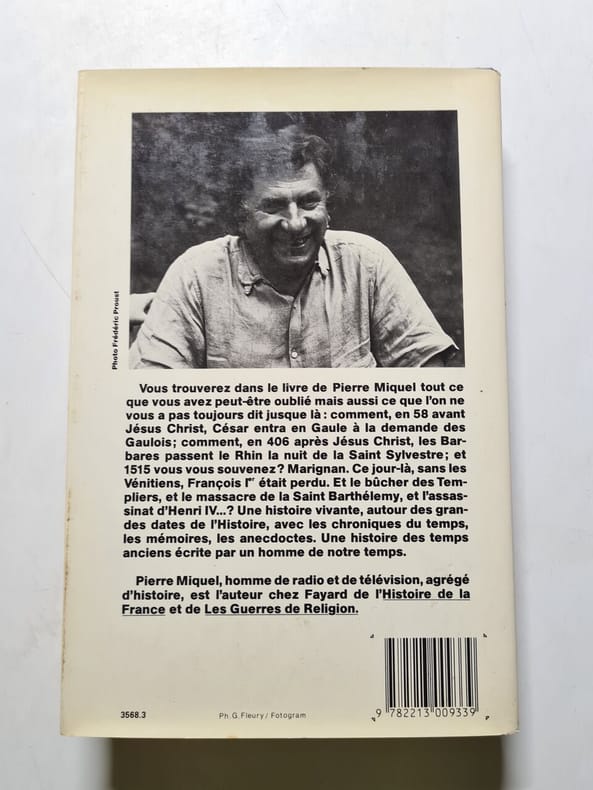 Photo Frédéric Proust
Vous trouverez dans le livre de Pierre Miquel tout ce
que vous avez peut-être oublié mais aussi ce que l'on ne
vous a pas toujours dit jusque là : comment, en 58 avant
Jésus Christ, César entra en Gaule à la demande des
Gaulois; comment, en 406 après Jésus Christ, les Bar-
bares passent le Rhin la nuit de la Saint Sylvestre; et
1515 vous vous souvenez? Marignan. Ce jour-là, sans les
Vénitiens, François Ier était perdu. Et le bûcher des Tem-
pliers, et le massacre de la Saint Barthélemy, et l'assas-
sinat d'Henri IV...? Une histoire vivante, autour des gran-
des dates de l'Histoire, avec les chroniques du temps,
les mémoires, les anecdoctes. Une histoire des temps
anciens écrite par un homme de notre temps.
Pierre Miquel, homme de radio et de télévision, agrégé
d'histoire, est l'auteur chez Fayard de l'Histoire de la
France et de Les Guerres de Religion.
3568.3
Ph.G.Fleury/Fotogram
9 782213 009339